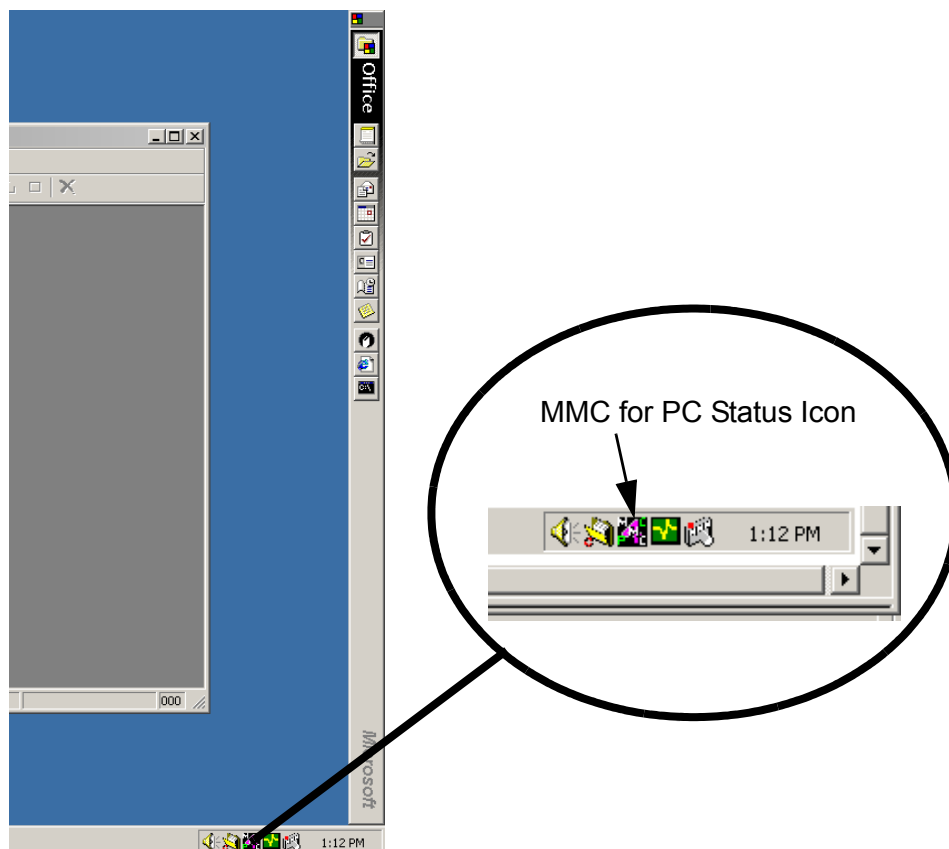 Office
C:\
MMC for PC Status Icon
1:12 PM
000
Microsoft
1:12 PM